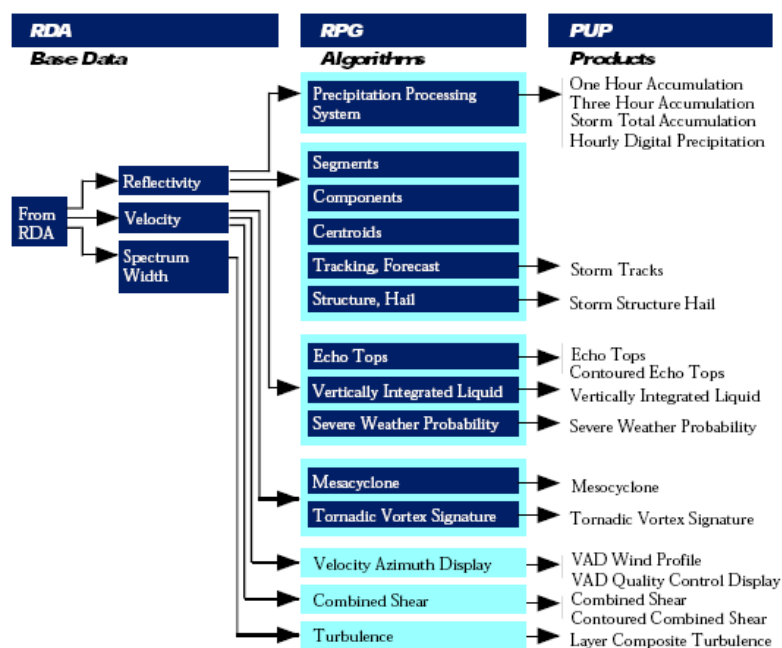 RDA
RPG
PUP
Base Data
Algorithms
Products
From
RDA
Reflectivity
Velocity
Spectrum
Width
Precipitation Processing
System
Segments
Components
Centroids
Tracking, Forecast
Structure, Hail
Echo Tops
Vertically Integrated Liquid
Severe Weather Probability
Mesacyclone
Tornadic Vortex Signature
Velocity Azimuth Display
Combined Shear
Turbulence
One Hour Accumulation
Three Hour Accumulation
Storm Total Accumulation
Hourly Digital Precipitation
Storm Tracks
Storm Structure Hail
Echo Tops
Contoured Echo Tops
Vertically Integrated Liquid
Severe Weather Probability
Mesocyclone
Tornadic Vortex Signature
VAD Wind Profile
VAD Quality Control Display
Combined Shear
Contoured Combined Shear
Layer Composite Turbulence